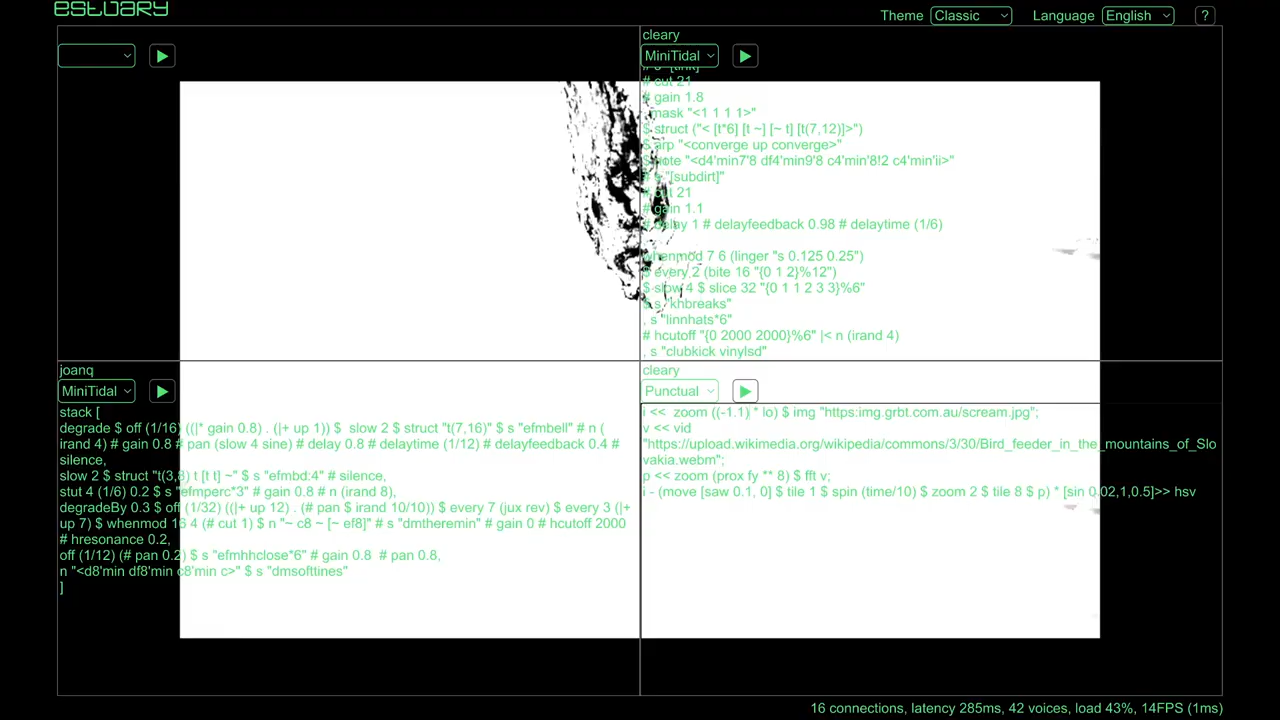 estuary
Theme Classic Language English ?
cleary
MiniTidal
# cut 21
# gain 1.8
, mask "<1 1 1 1>"
$ struct ("< [t*6] [t ~] [~ t] [t(7,12)]>")
$ arp "<converge up converge>"
$ note "<d4'min7'8 df4'min9'8 c4'min'8!2 c4'min'ii>"
# s "[subdirt]"
# cut 21
# gain 1.1
# delay 1 # delayfeedback 0.98 # delaytime (1/6)
whenmod 7 6 (linger "s 0.125 0.25")
$ every 2 (bite 16 "{0 1 2}%12")
$ slow 4 $ slice 32 "{0 1 1 2 3 3}%6"
$ s "khbreaks"
, s "linnhats*6"
# hcutoff "{0 2000 2000}%6" |< n (irand 4)
, s "clubkick vinylsd"
joanq
MiniTidal
stack [
degrade $ off (1/16) ((|* gain 0.8) . (|+ up 1)) $  slow 2 $ struct "t(7,16)" $ s "efmbell" # n (
irand 4) # gain 0.8 # pan (slow 4 sine) # delay 0.8 # delaytime (1/12) # delayfeedback 0.4 #
silence,
slow 2 $ struct "t(3,8) t [t t] ~" $ s "efmbd:4" # silence,
stut 4 (1/6) 0.2 $ s "efmperc*3" # gain 0.8 # n (irand 8),
degradeBy 0.3 $ off (1/32) ((|+ up 12) . (# pan $ irand 10/10)) $ every 7 (jux rev) $ every 3 (|+
up 7) $ whenmod 16 4 (# cut 1) $ n "~ c8 ~ [~ ef8]" # s "dmtheremin" # gain 0 # hcutoff 2000
# hresonance 0.2,
off (1/12) (# pan 0.2) $ s "efmhhclose*6" # gain 0.8  # pan 0.8,
n "<d8'min df8'min c8'min c>" $ s "dmsofttines"
]
cleary
Punctual
i <<  zoom ((-1.1) * lo) $ img "https:img.grbt.com.au/scream.jpg";
v << vid
"https://upload.wikimedia.org/wikipedia/commons/3/30/Bird_feeder_in_the_mountains_of_Slo
vakia.webm";
p << zoom (prox fy ** 8) $ fft v;
i - (move [saw 0.1, 0] $ tile 1 $ spin (time/10) $ zoom 2 $ tile 8 $ p) * [sin 0.02,1,0.5]>> hsv
16 connections, latency 285ms, 42 voices, load 43%, 14FPS (1ms)